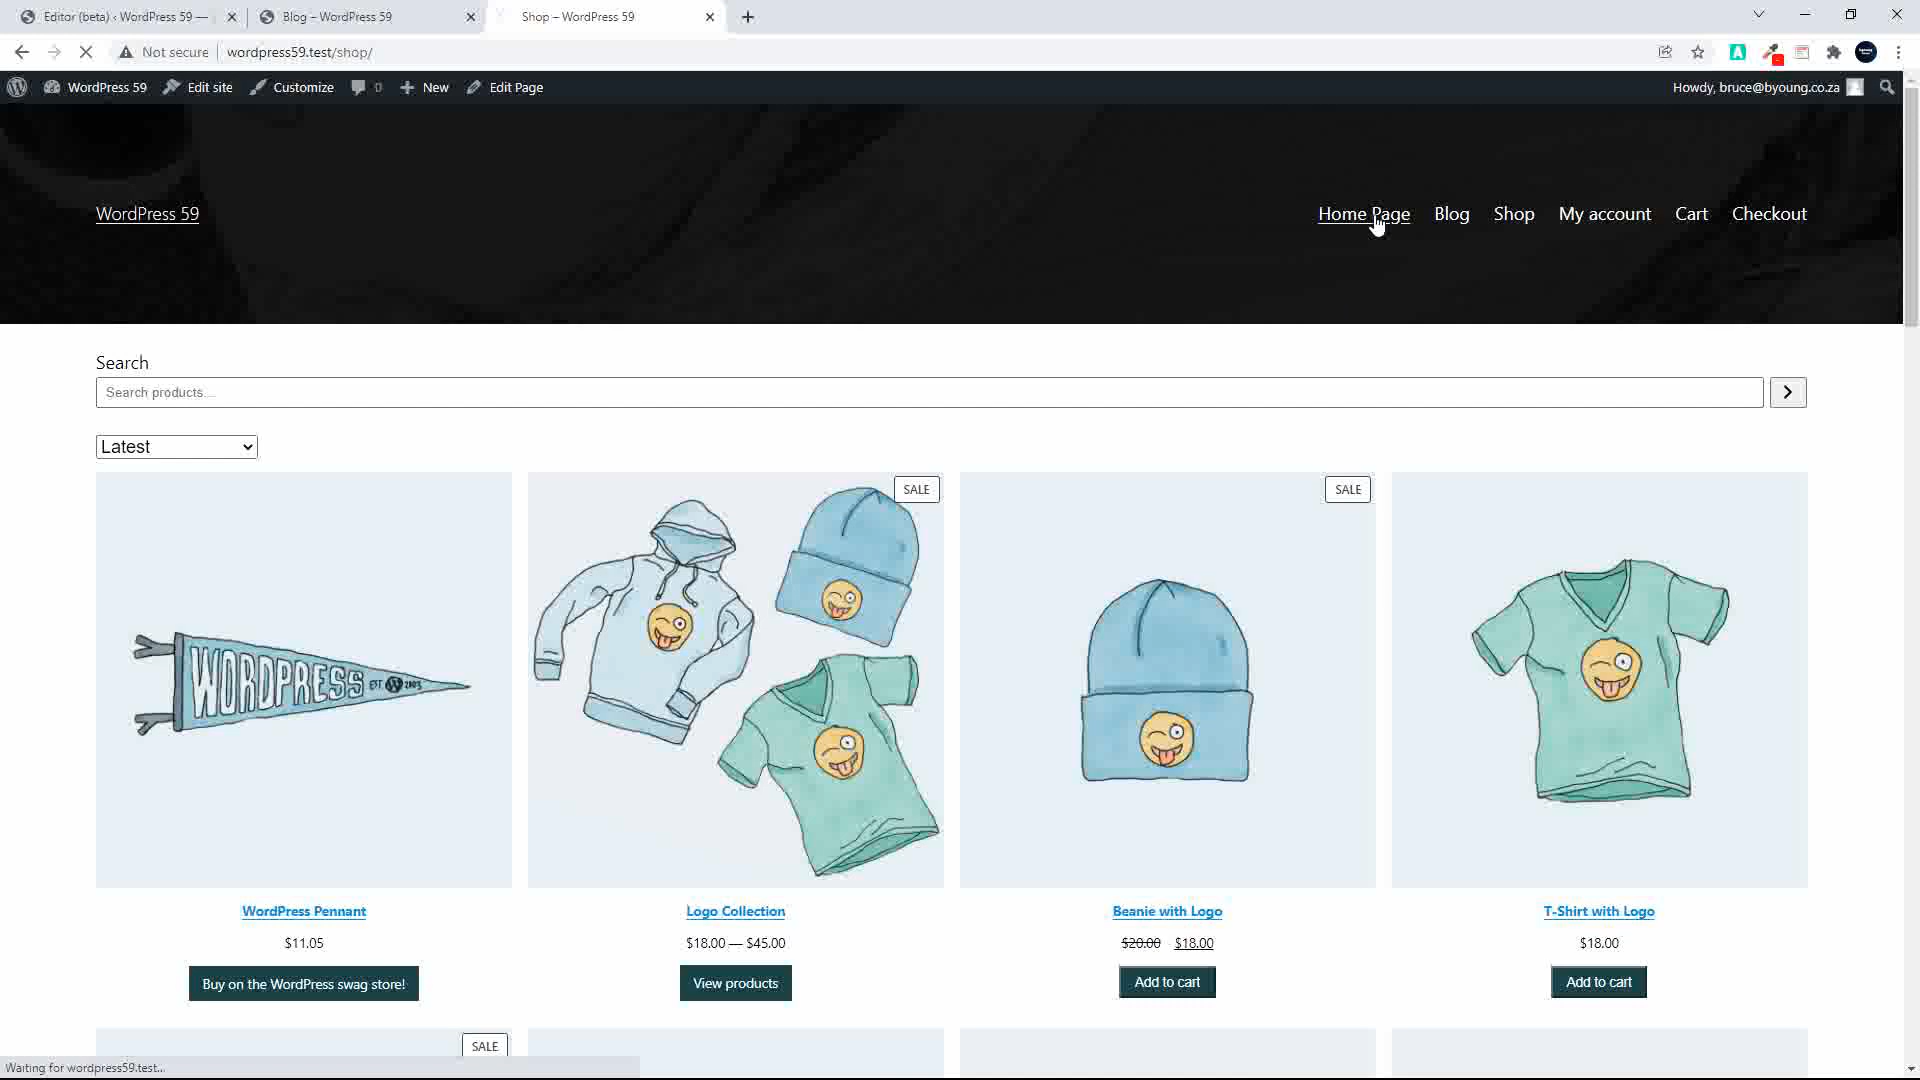 Editor (beta) ‹ WordPress 59 —
Blog – WordPress 59
Shop – WordPress 59
Not secure
wordpress59.test/shop/
WordPress 59
Edit site
Customize
0
New
Edit Page
Howdy, bruce@byoung.co.za
WordPress 59
Home Page
Blog
Shop
My account
Cart
Checkout
Search
Search products…
Latest
SALE
SALE
WORDPRESS EST W 2003
WordPress Pennant
Logo Collection
Beanie with Logo
T-Shirt with Logo
$11.05
$18.00 — $45.00
$20.00 $18.00
$18.00
Buy on the WordPress swag store!
View products
Add to cart
Add to cart
SALE
Waiting for wordpress59.test...